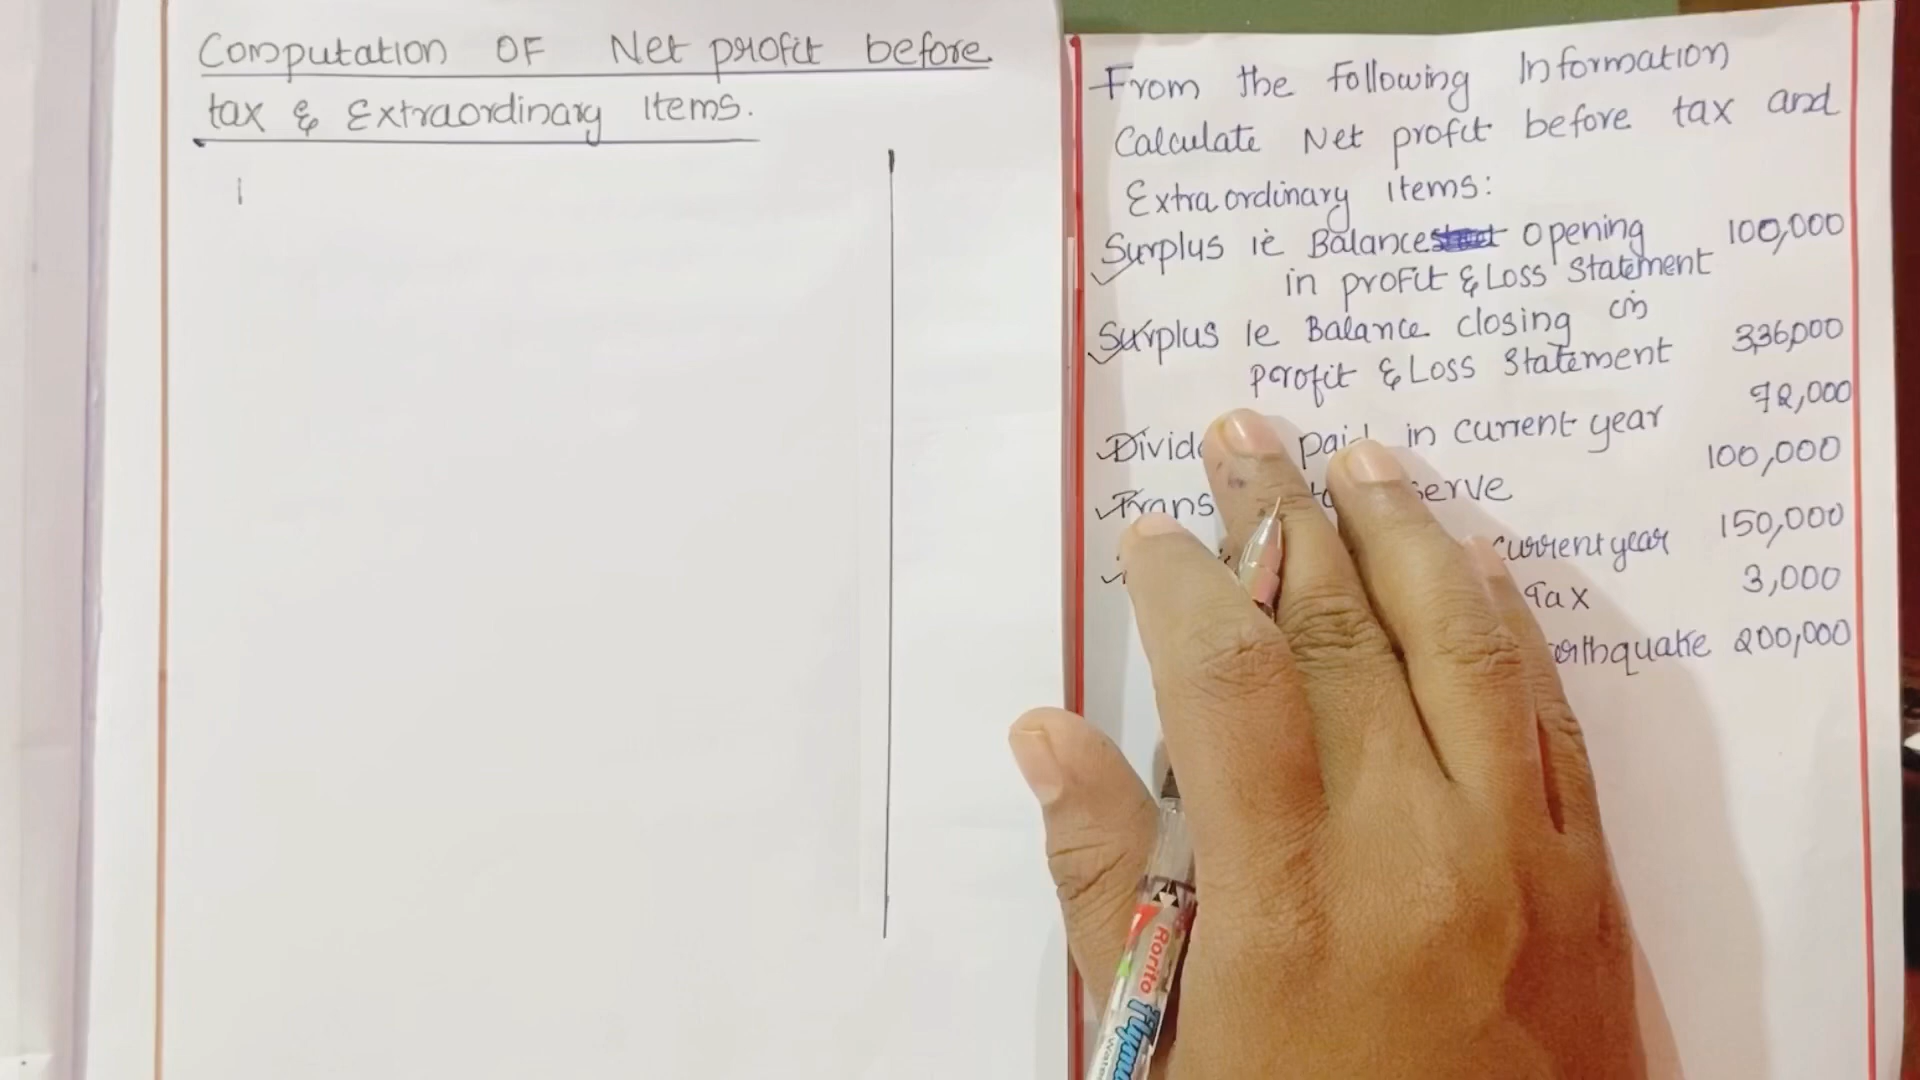 Computation OF Net profit before
tax & Extraordinary Items.
From the Following Information
Calculate Net profit before tax and
Extraordinary Items:
Surplus ie Balance Opening 100,000
in profit & Loss Statement
Surplus ie Balance closing in
profit & Loss Statement 336,000
paid in current year 72,000
100,000
current year 150,000
Tax 3,000
200,000
Rorito